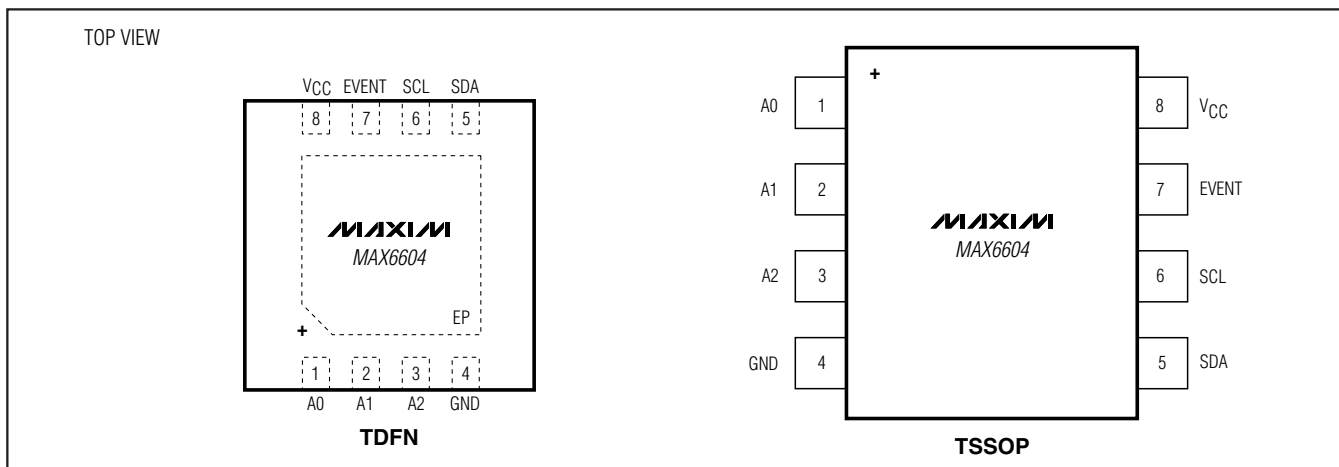 TOP VIEW
VCC EVENT SCL SDA
8 7 6 5
MAXIM
MAX6604
EP
+
1 2 3 4
A0 A1 A2 GND
TDFN
+
A0 1 8 VCC
A1 2 7 EVENT
MAXIM
MAX6604
A2 3 6 SCL
GND 4 5 SDA
TSSOP